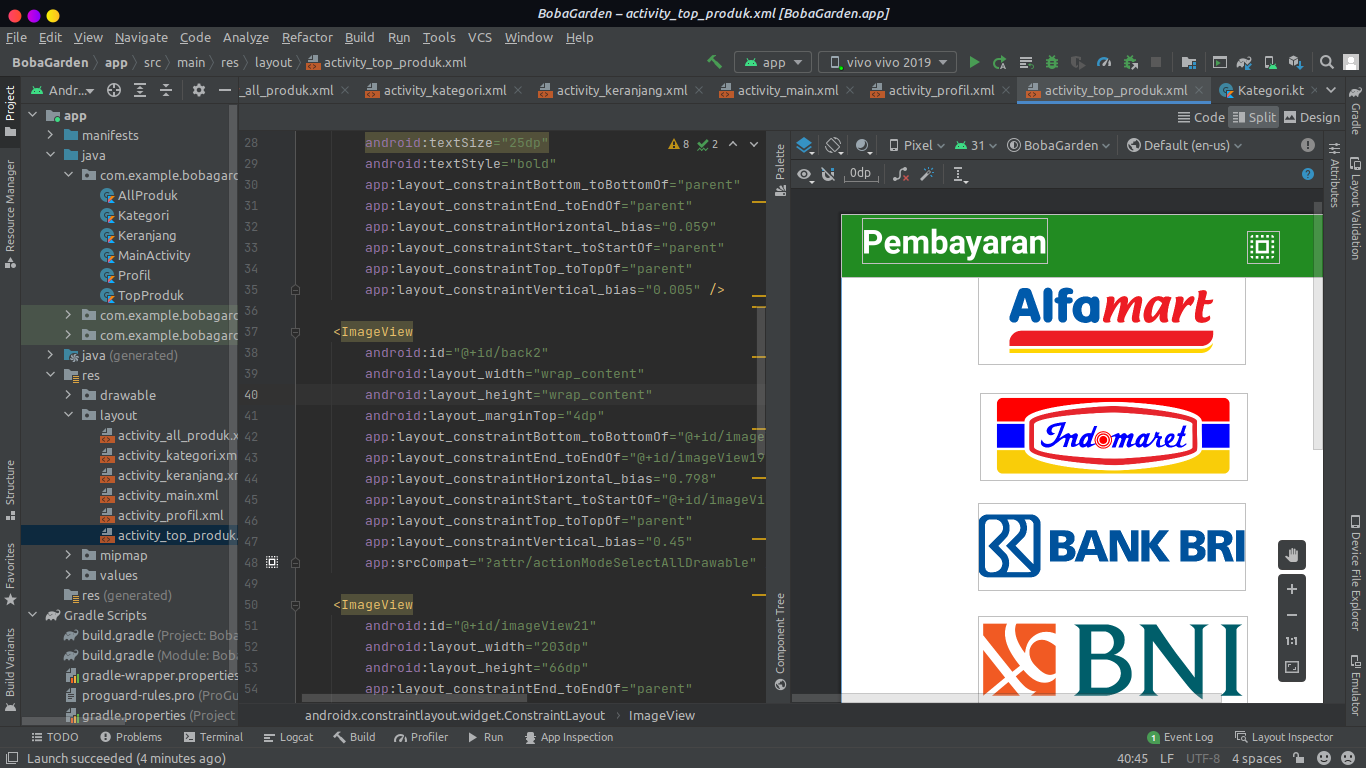 BobaGarden – activity_top_produk.xml [BobaGarden.app]
File Edit View Navigate Code Analyze Refactor Build Run Tools VCS Window Help
BobaGarden app src main res layout activity_top_produk.xml app vivo vivo 2019
Andr... _all_produk.xml activity_kategori.xml activity_keranjang.xml activity_main.xml activity_profil.xml activity_top_produk.xml Kategori.kt
Code Split Design
Project
Resource Manager
Structure
Favorites
Build Variants
app
manifests
java
com.example.bobagard
AllProduk
Kategori
Keranjang
MainActivity
Profil
TopProduk
com.example.bobagard
com.example.bobagard
java (generated)
res
drawable
layout
activity_all_produk.x
activity_kategori.xml
activity_keranjang.xr
activity_main.xml
activity_profil.xml
activity_top_produk.
mipmap
values
res (generated)
Gradle Scripts
build.gradle (Project: Boba
build.gradle (Module: Bob
gradle-wrapper.properties
proguard-rules.pro (ProGu
gradle.properties (Project
8 2
28 android:textSize="25dp"
29 android:textStyle="bold"
30 app:layout_constraintBottom_toBottomOf="parent"
31 app:layout_constraintEnd_toEndOf="parent"
32 app:layout_constraintHorizontal_bias="0.059"
33 app:layout_constraintStart_toStartOf="parent"
34 app:layout_constraintTop_toTopOf="parent"
35 app:layout_constraintVertical_bias="0.005" />
36
37 <ImageView
38 android:id="@+id/back2"
39 android:layout_width="wrap_content"
40 android:layout_height="wrap_content"
41 android:layout_marginTop="4dp"
42 app:layout_constraintBottom_toBottomOf="@+id/image
43 app:layout_constraintEnd_toEndOf="@+id/imageView19
44 app:layout_constraintHorizontal_bias="0.798"
45 app:layout_constraintStart_toStartOf="@+id/imageVi
46 app:layout_constraintTop_toTopOf="parent"
47 app:layout_constraintVertical_bias="0.45"
48 app:srcCompat="?attr/actionModeSelectAllDrawable"
49
50 <ImageView
51 android:id="@+id/imageView21"
52 android:layout_width="203dp"
53 android:layout_height="66dp"
54 app:layout_constraintEnd_toEndOf="parent"
androidx.constraintlayout.widget.ConstraintLayout ImageView
Palette
Component Tree
Pixel 31 BobaGarden Default (en-us)
0dp
Pembayaran
Alfamart
Indomaret
BANK BRI
BNI
1:1
Attributes
Gradle
Layout Validation
Device File Explorer
Emulator
TODO Problems Terminal Logcat Build Profiler Run App Inspection 1 Event Log Layout Inspector
Launch succeeded (4 minutes ago) 40:45 LF UTF-8 4 spaces